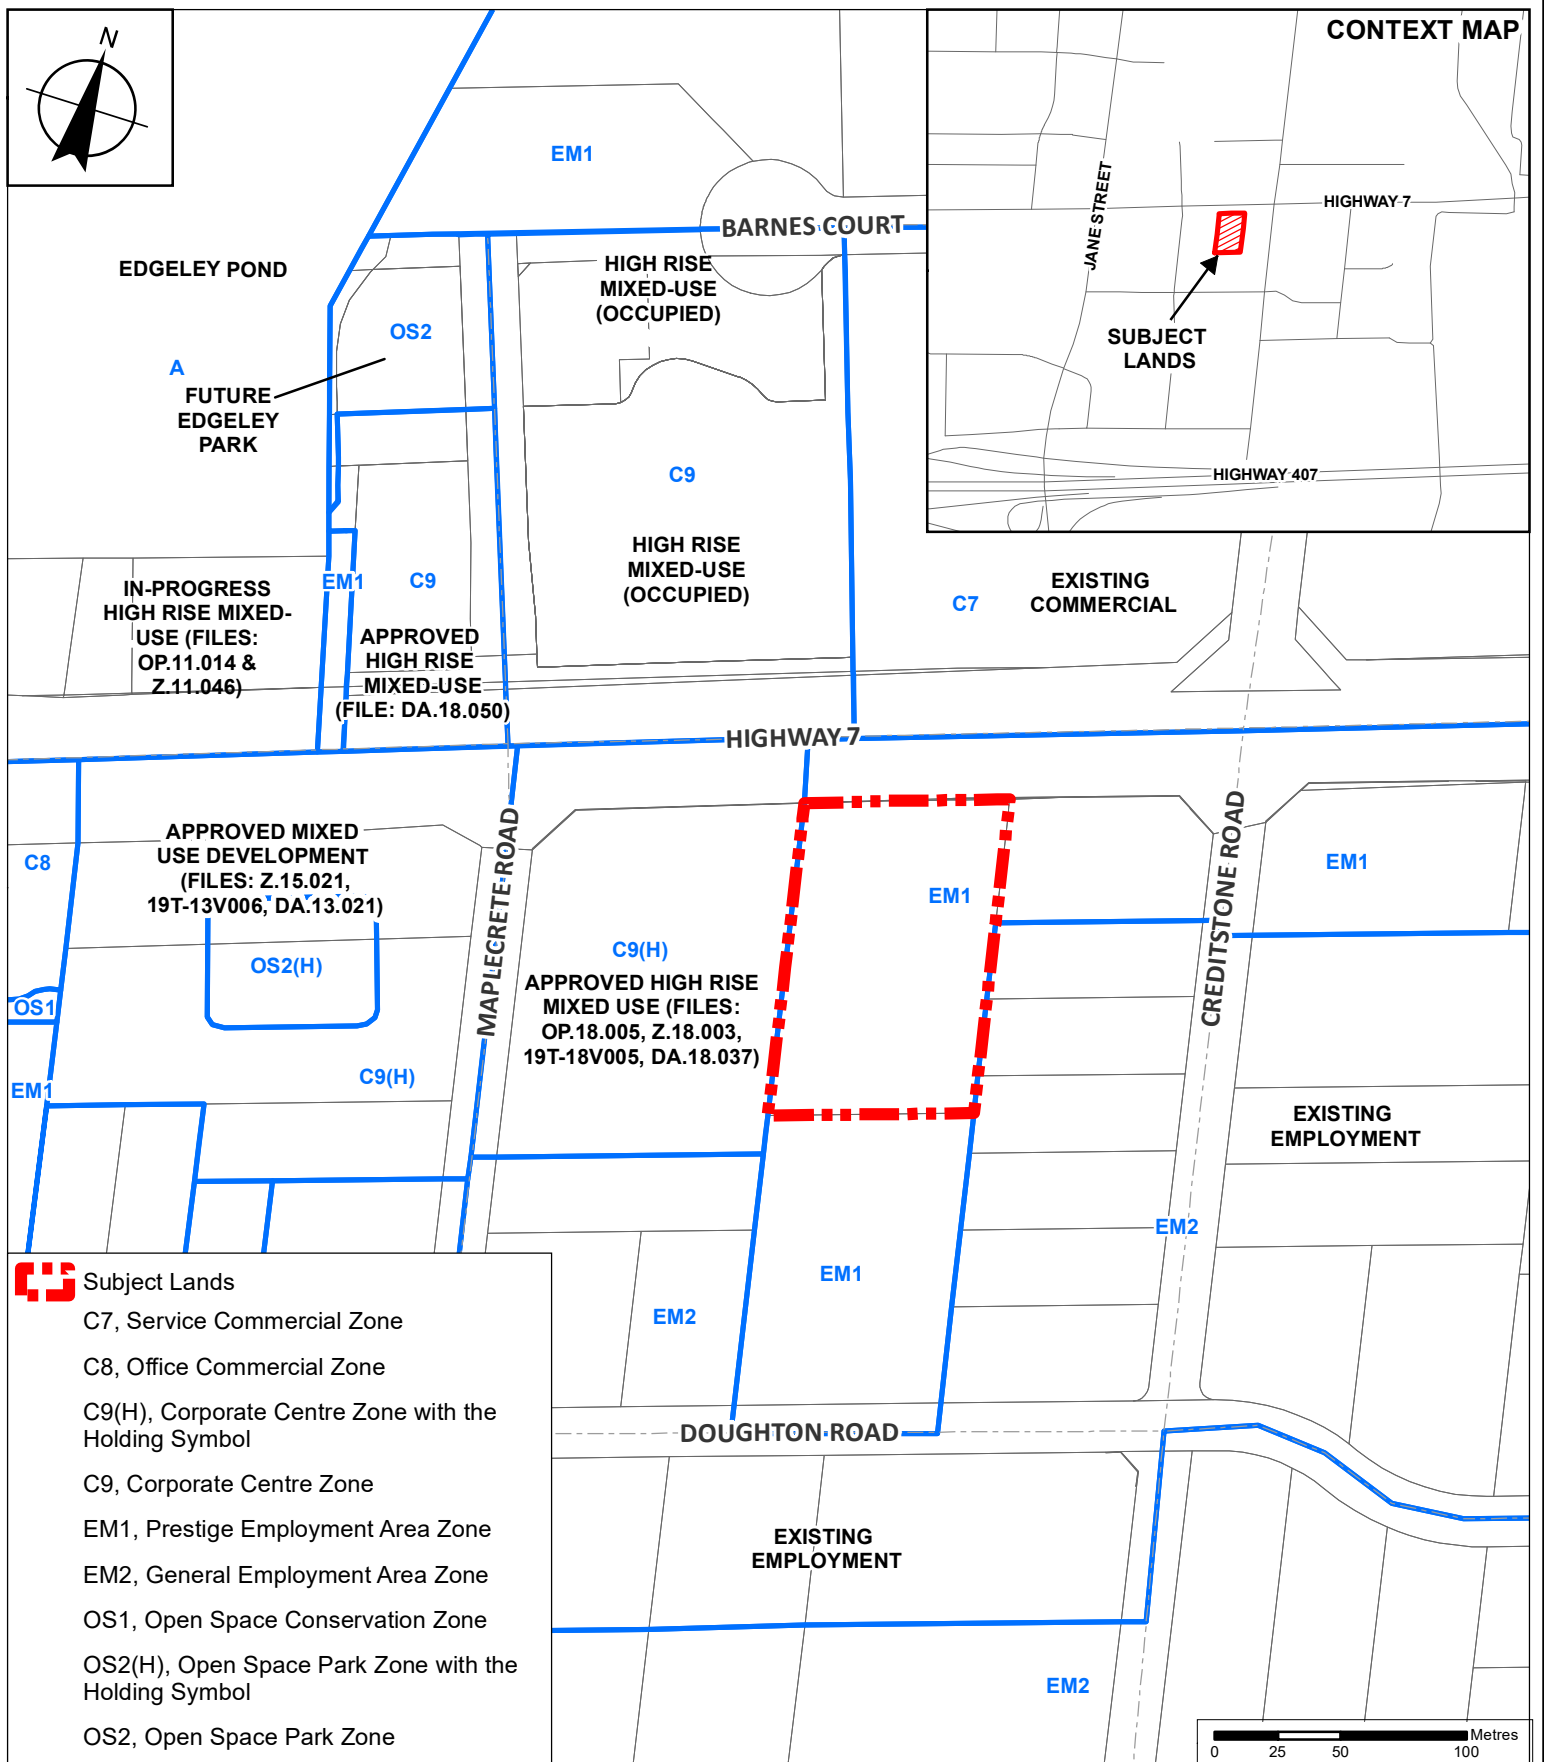 N
CONTEXT MAP
JANE STREET
HIGHWAY 7
SUBJECT
LANDS
HIGHWAY 407
EM1
BARNES COURT
EDGELEY POND
HIGH RISE
MIXED-USE
(OCCUPIED)
OS2
A
FUTURE
EDGELEY
PARK
C9
HIGH RISE
MIXED-USE
(OCCUPIED)
IN-PROGRESS
HIGH RISE MIXED-
USE (FILES:
OP.11.014 &
Z.11.046)
EM1
C9
APPROVED
HIGH RISE
MIXED-USE
(FILE: DA.18.050)
C7
EXISTING
COMMERCIAL
HIGHWAY 7
C8
APPROVED MIXED
USE DEVELOPMENT
(FILES: Z.15.021,
19T-13V006, DA.13.021)
OS2(H)
OS1
EM1
C9(H)
MAPLECRETE ROAD
C9(H)
APPROVED HIGH RISE
MIXED USE (FILES:
OP.18.005, Z.18.003,
19T-18V005, DA.18.037)
EM1
CREDITSTONE ROAD
EM1
EXISTING
EMPLOYMENT
EM2
EM1
EM2
DOUGHTON ROAD
EXISTING
EMPLOYMENT
EM2
Subject Lands
C7, Service Commercial Zone
C8, Office Commercial Zone
C9(H), Corporate Centre Zone with the
Holding Symbol
C9, Corporate Centre Zone
EM1, Prestige Employment Area Zone
EM2, General Employment Area Zone
OS1, Open Space Conservation Zone
OS2(H), Open Space Park Zone with the
Holding Symbol
OS2, Open Space Park Zone
Metres
0 25 50 100